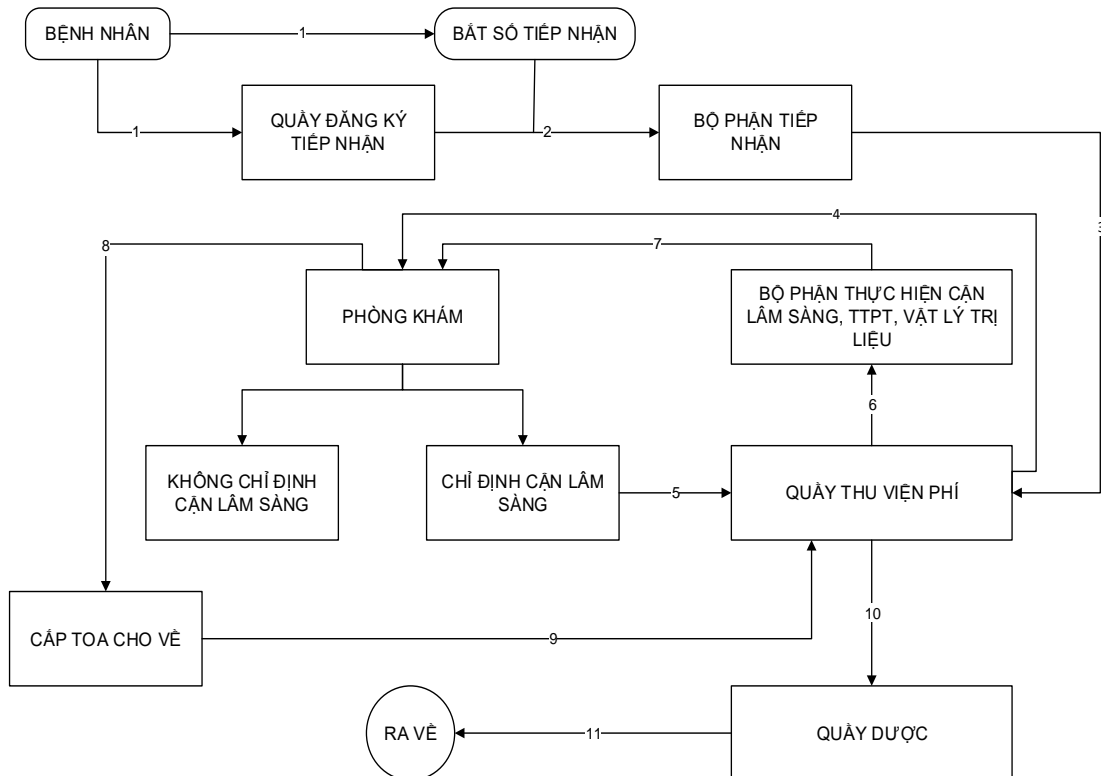 BỆNH NHÂN
1
BẮT SỐ TIẾP NHẬN
1
QUẦY ĐĂNG KÝ
TIẾP NHẬN
2
BỘ PHẬN TIẾP
NHẬN
3
4
8
7
PHÒNG KHÁM
BỘ PHẬN THỰC HIỆN CẬN
LÂM SÀNG, TTPT, VẬT LÝ TRỊ
LIỆU
6
KHÔNG CHỈ ĐỊNH
CẬN LÂM SÀNG
CHỈ ĐỊNH CẬN LÂM
SÀNG
5
QUẦY THU VIỆN PHÍ
10
CẤP TOA CHO VỀ
9
RA VỀ
11
QUẦY DƯỢC